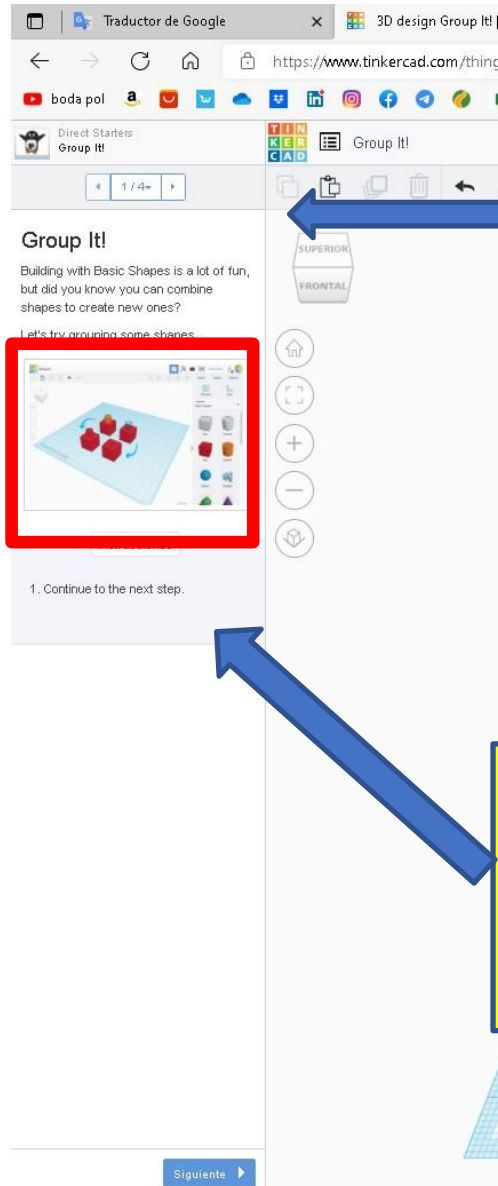 Traductor de Google
3D design Group It!
https://www.tinkercad.com/thing
boda pol
Direct Starters
Group It!
TINKERCAD
Group It!
1/4
SUPERIOR
FRONTAL
Group It!
Building with Basic Shapes is a lot of fun,
but did you know you can combine
shapes to create new ones?
Let's try grouping some shapes
1. Continue to the next step.
Siguiente